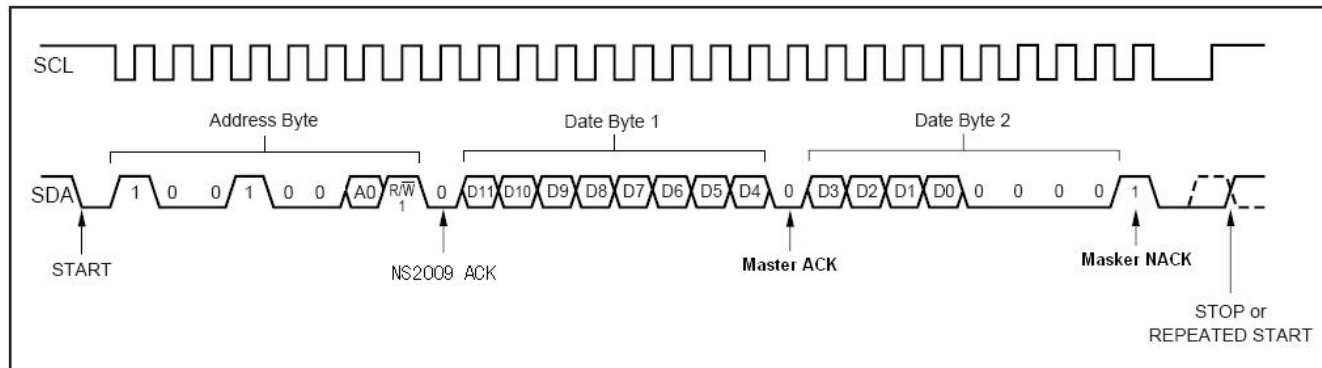 SCL
Address Byte
Date Byte 1
Date Byte 2
SDA 1 0 0 1 0 0 A0 R/W̅ 1 0 D11 D10 D9 D8 D7 D6 D5 D4 0 D3 D2 D1 D0 0 0 0 0 1
START
NS2009 ACK
Master ACK
Masker NACK
STOP or
REPEATED START